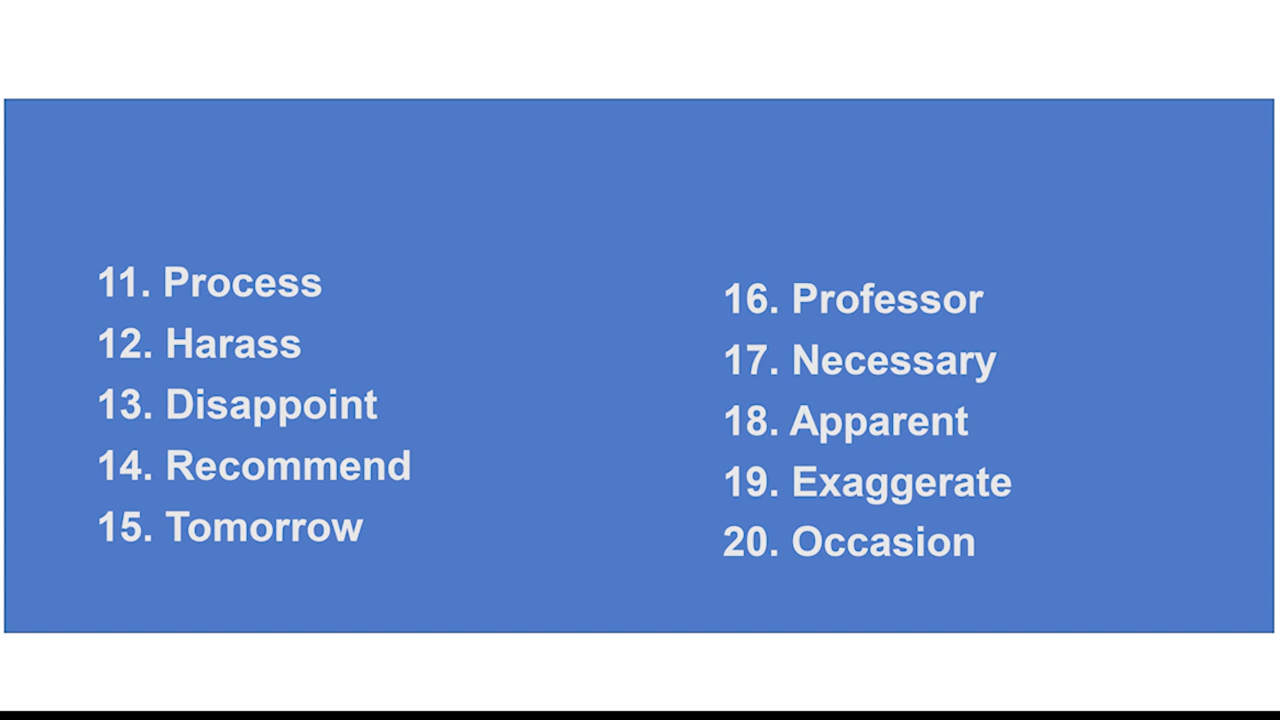 11. Process
12. Harass
13. Disappoint
14. Recommend
15. Tomorrow
16. Professor
17. Necessary
18. Apparent
19. Exaggerate
20. Occasion